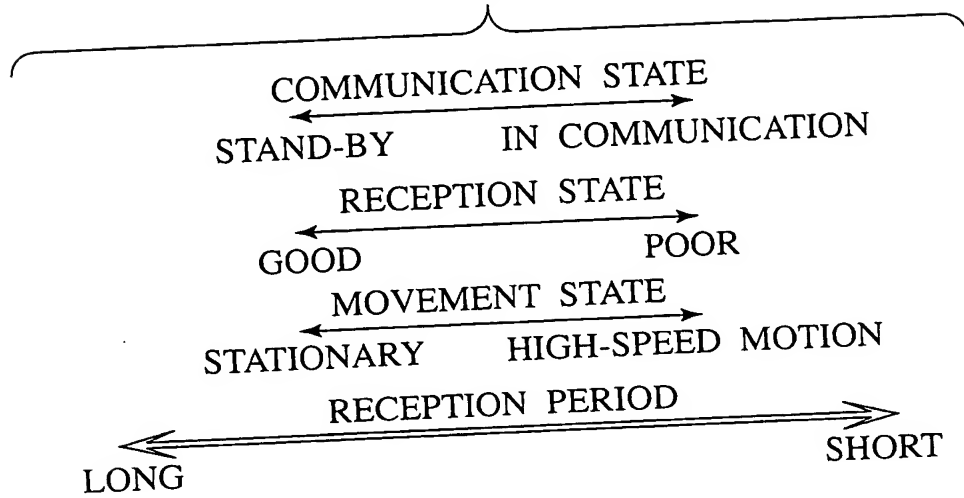 COMMUNICATION STATE
STAND-BY IN COMMUNICATION
RECEPTION STATE
GOOD POOR
MOVEMENT STATE
STATIONARY HIGH-SPEED MOTION
RECEPTION PERIOD
LONG SHORT